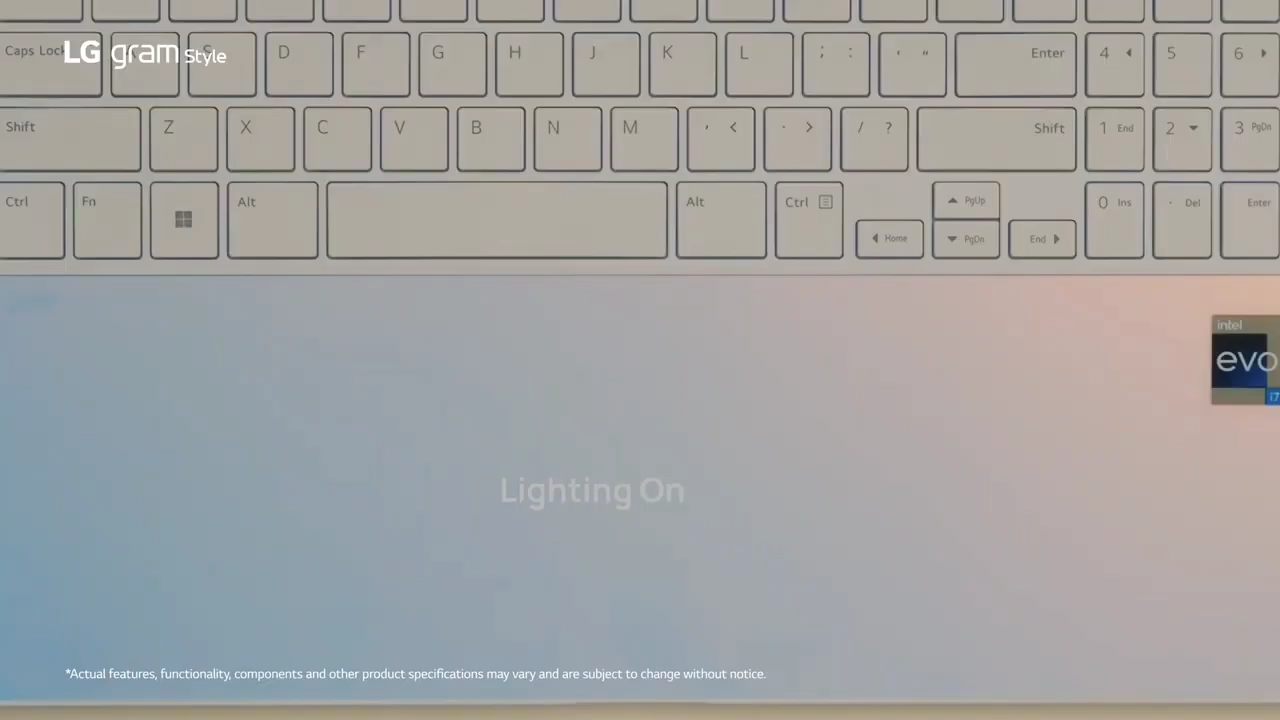 LG gram Style
Caps Lock A S D F G H J K L ; : ' " Enter 4 5 6
Shift Z X C V B N M , < . > / ? Shift 1 End 2 3 PgDn
Ctrl Fn Alt Alt Ctrl PgUp 0 Ins . Del Enter
Home PgDn End
intel
evo
i7
Lighting On
*Actual features, functionality, components and other product specifications may vary and are subject to change without notice.